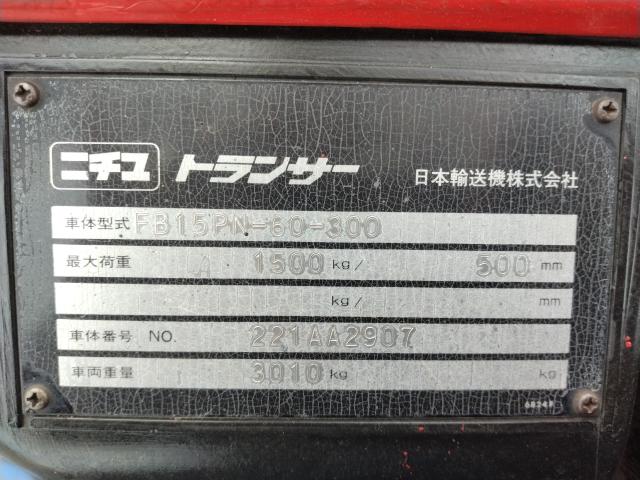 ニチユ トランサー 日本輸送機株式会社
車体型式 FB15PN-60-300
最大荷重 1500 kg/ 500 mm
kg/ mm
車体番号 NO. 221AA2907
車両重量 3010 kg kg